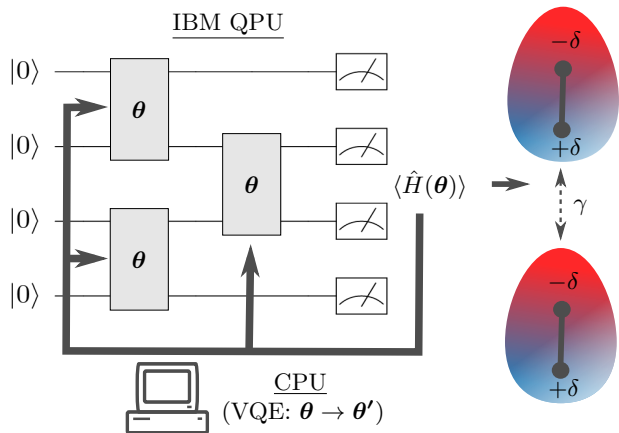 IBM QPU
|0⟩
θ
|0⟩
θ
|0⟩
θ
|0⟩
⟨Ĥ(θ)⟩
−δ
+δ
γ
−δ
+δ
CPU
(VQE: θ → θ′)